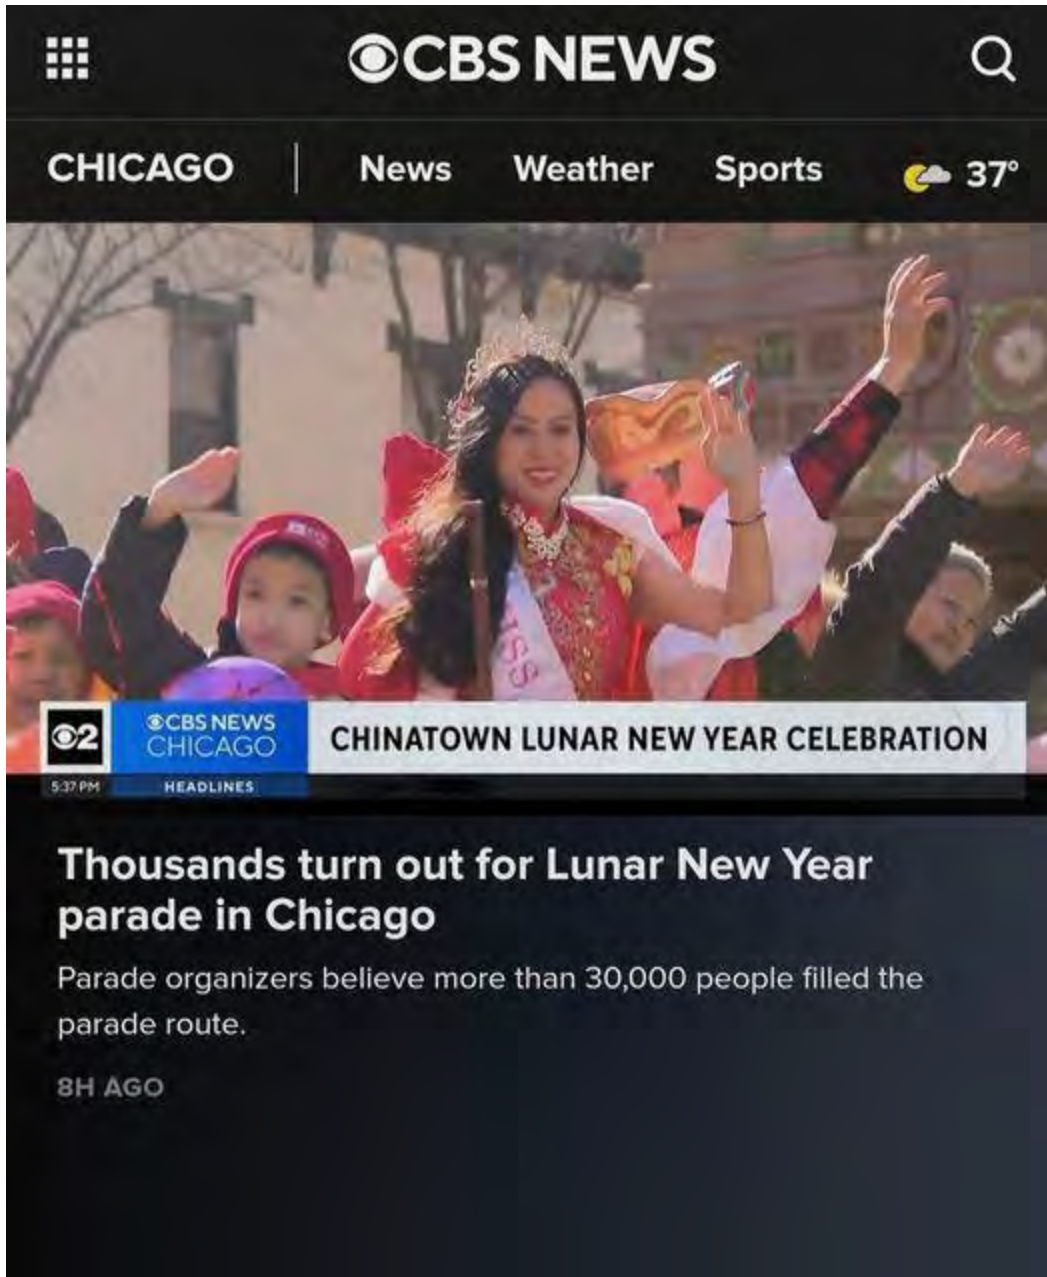 CBS NEWS
CHICAGO | News Weather Sports 37°
ISS
2 CBS NEWS CHINATOWN LUNAR NEW YEAR CELEBRATION
CHICAGO
5:37 PM HEADLINES
Thousands turn out for Lunar New Year
parade in Chicago
Parade organizers believe more than 30,000 people filled the
parade route.
8H AGO